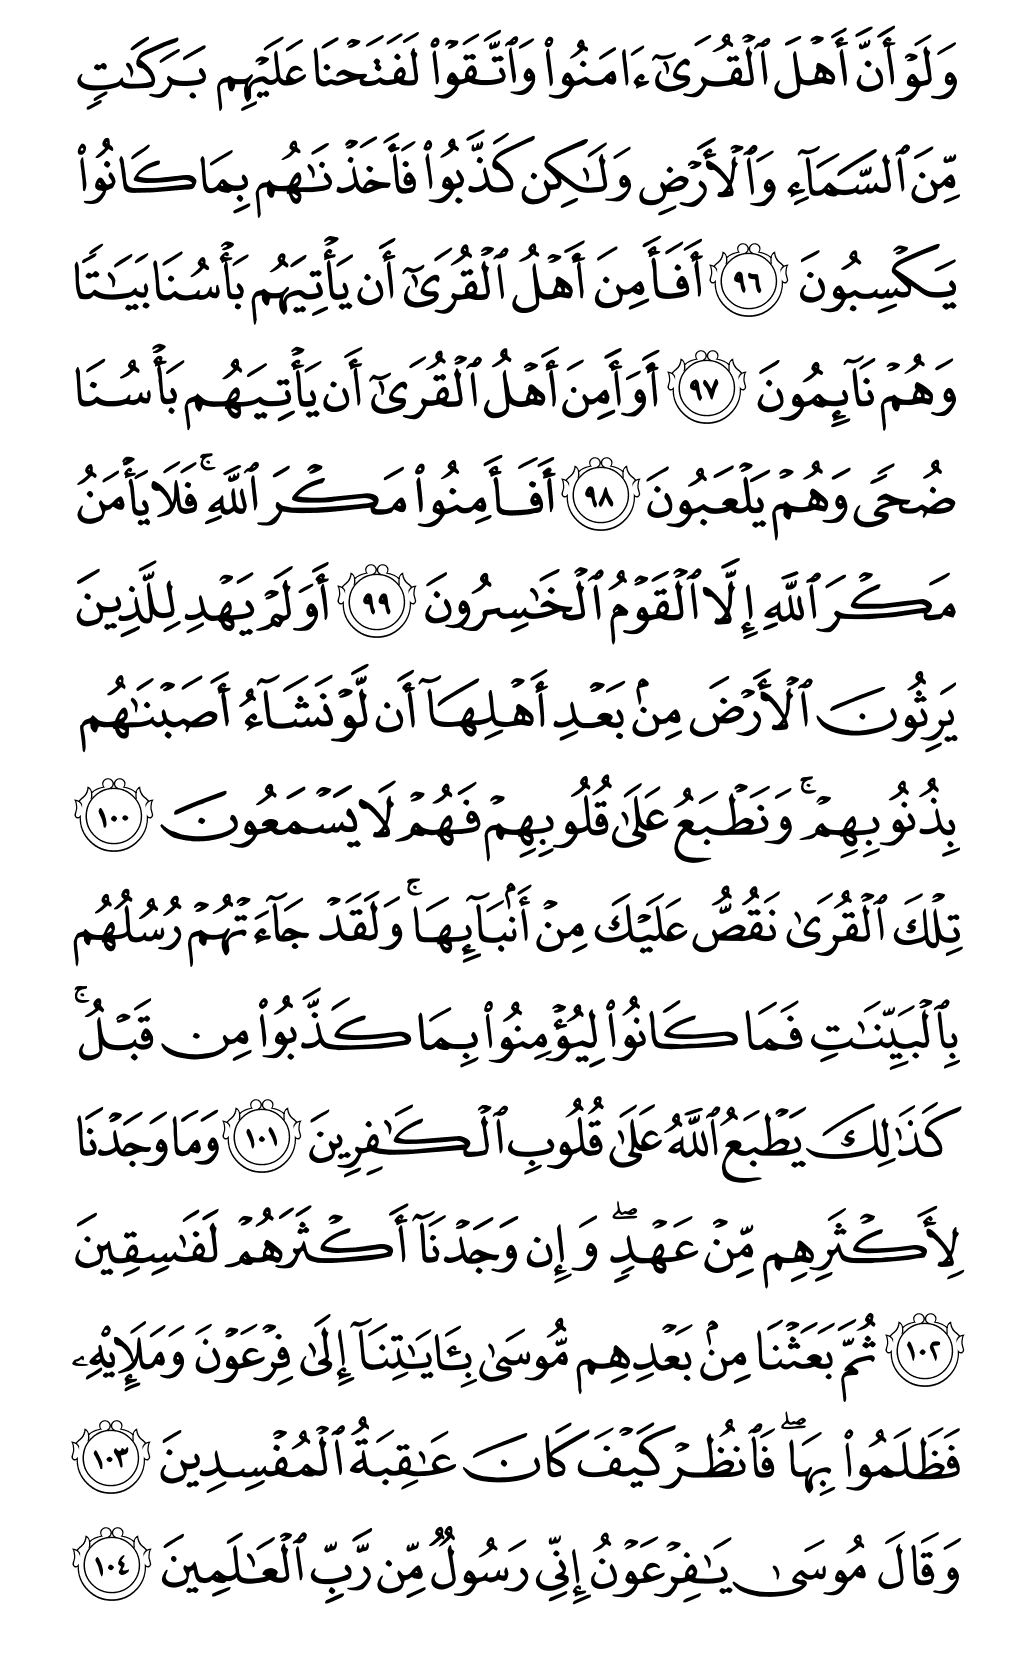 وَلَوۡ أَنَّ أَهۡلَ ٱلۡقُرَىٰٓ ءَامَنُواْ وَٱتَّقَوۡاْ لَفَتَحۡنَا عَلَيۡهِم بَرَكَٰتٖ
مِّنَ ٱلسَّمَآءِ وَٱلۡأَرۡضِ وَلَٰكِن كَذَّبُواْ فَأَخَذۡنَٰهُم بِمَا كَانُواْ
يَكۡسِبُونَ ٩٦ أَفَأَمِنَ أَهۡلُ ٱلۡقُرَىٰٓ أَن يَأۡتِيَهُم بَأۡسُنَا بَيَٰتٗا
وَهُمۡ نَآئِمُونَ ٩٧ أَوَأَمِنَ أَهۡلُ ٱلۡقُرَىٰٓ أَن يَأۡتِيَهُم بَأۡسُنَا
ضُحٗى وَهُمۡ يَلۡعَبُونَ ٩٨ أَفَأَمِنُواْ مَكۡرَ ٱللَّهِۚ فَلَا يَأۡمَنُ
مَكۡرَ ٱللَّهِ إِلَّا ٱلۡقَوۡمُ ٱلۡخَٰسِرُونَ ٩٩ أَوَلَمۡ يَهۡدِ لِلَّذِينَ
يَرِثُونَ ٱلۡأَرۡضَ مِنۢ بَعۡدِ أَهۡلِهَآ أَن لَّوۡ نَشَآءُ أَصَبۡنَٰهُم
بِذُنُوبِهِمۡۚ وَنَطۡبَعُ عَلَىٰ قُلُوبِهِمۡ فَهُمۡ لَا يَسۡمَعُونَ ١٠٠
تِلۡكَ ٱلۡقُرَىٰ نَقُصُّ عَلَيۡكَ مِنۡ أَنۢبَآئِهَاۚ وَلَقَدۡ جَآءَتۡهُمۡ رُسُلُهُم
بِٱلۡبَيِّنَٰتِ فَمَا كَانُواْ لِيُؤۡمِنُواْ بِمَا كَذَّبُواْ مِن قَبۡلُۚ
كَذَٰلِكَ يَطۡبَعُ ٱللَّهُ عَلَىٰ قُلُوبِ ٱلۡكَٰفِرِينَ ١٠١ وَمَا وَجَدۡنَا
لِأَكۡثَرِهِم مِّنۡ عَهۡدٖۖ وَإِن وَجَدۡنَآ أَكۡثَرَهُمۡ لَفَٰسِقِينَ
١٠٢ ثُمَّ بَعَثۡنَا مِنۢ بَعۡدِهِم مُّوسَىٰ بِـَٔايَٰتِنَآ إِلَىٰ فِرۡعَوۡنَ وَمَلَإِيْهِۦ
فَظَلَمُواْ بِهَاۖ فَٱنظُرۡ كَيۡفَ كَانَ عَٰقِبَةُ ٱلۡمُفۡسِدِينَ ١٠٣
وَقَالَ مُوسَىٰ يَٰفِرۡعَوۡنُ إِنِّي رَسُولٞ مِّن رَّبِّ ٱلۡعَٰلَمِينَ ١٠٤